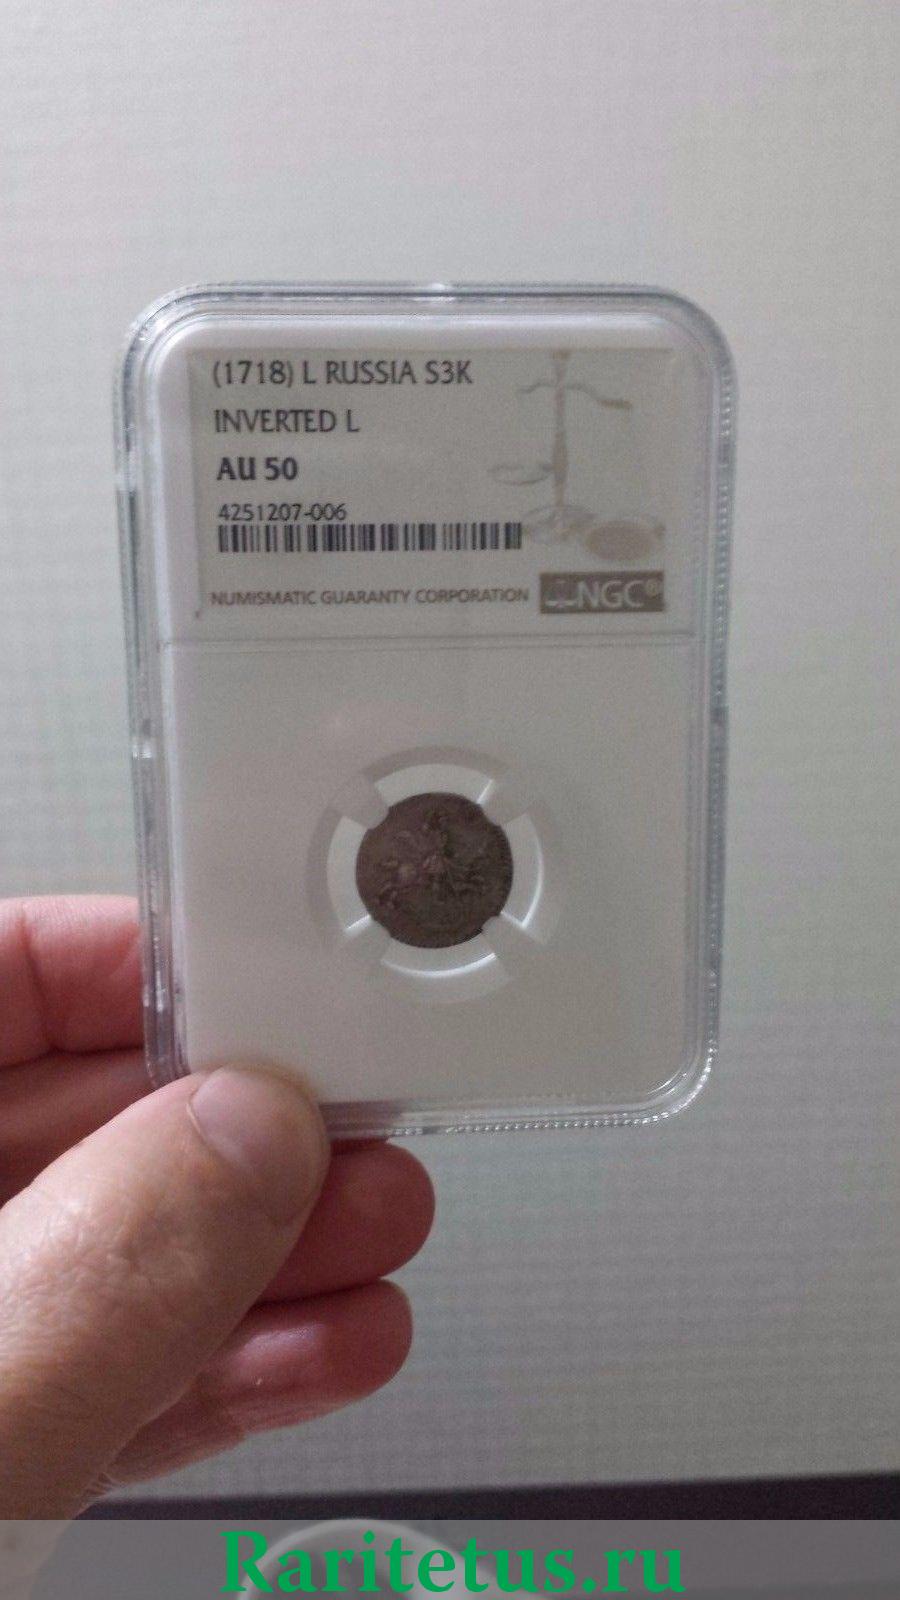 (1718) L RUSSIA S3K
INVERTED L
AU 50
4251207-006
NUMISMATIC GUARANTY CORPORATION NGC®
Raritetus.ru